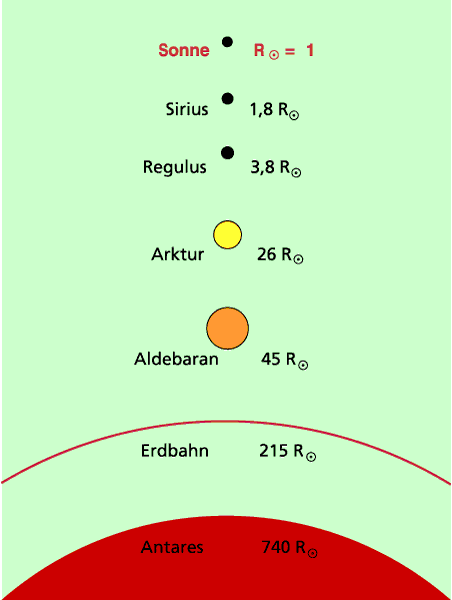 Sonne R☉ = 1
Sirius 1,8 R☉
Regulus 3,8 R☉
Arktur 26 R☉
Aldebaran 45 R☉
Erdbahn 215 R☉
Antares 740 R☉